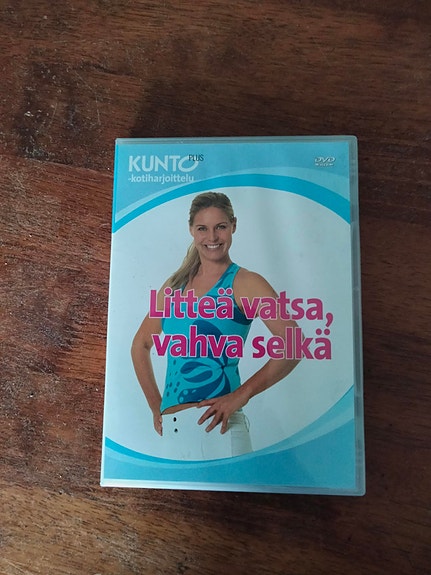 KUNTO PLUS
-kotiharjoittelu
DVD
Litteä vatsa,
vahva selkä